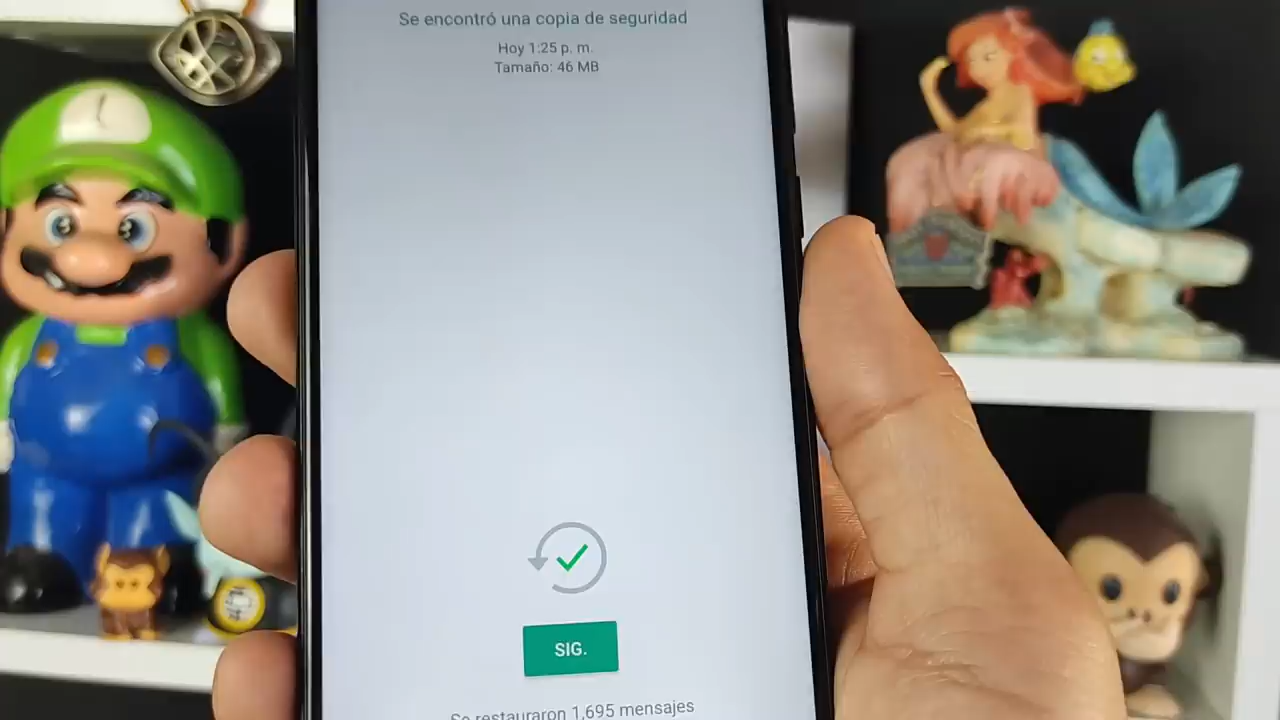 Se encontró una copia de seguridad
Hoy 1:25 p. m.
Tamaño: 46 MB
SIG.
Se restauraron 1,695 mensajes